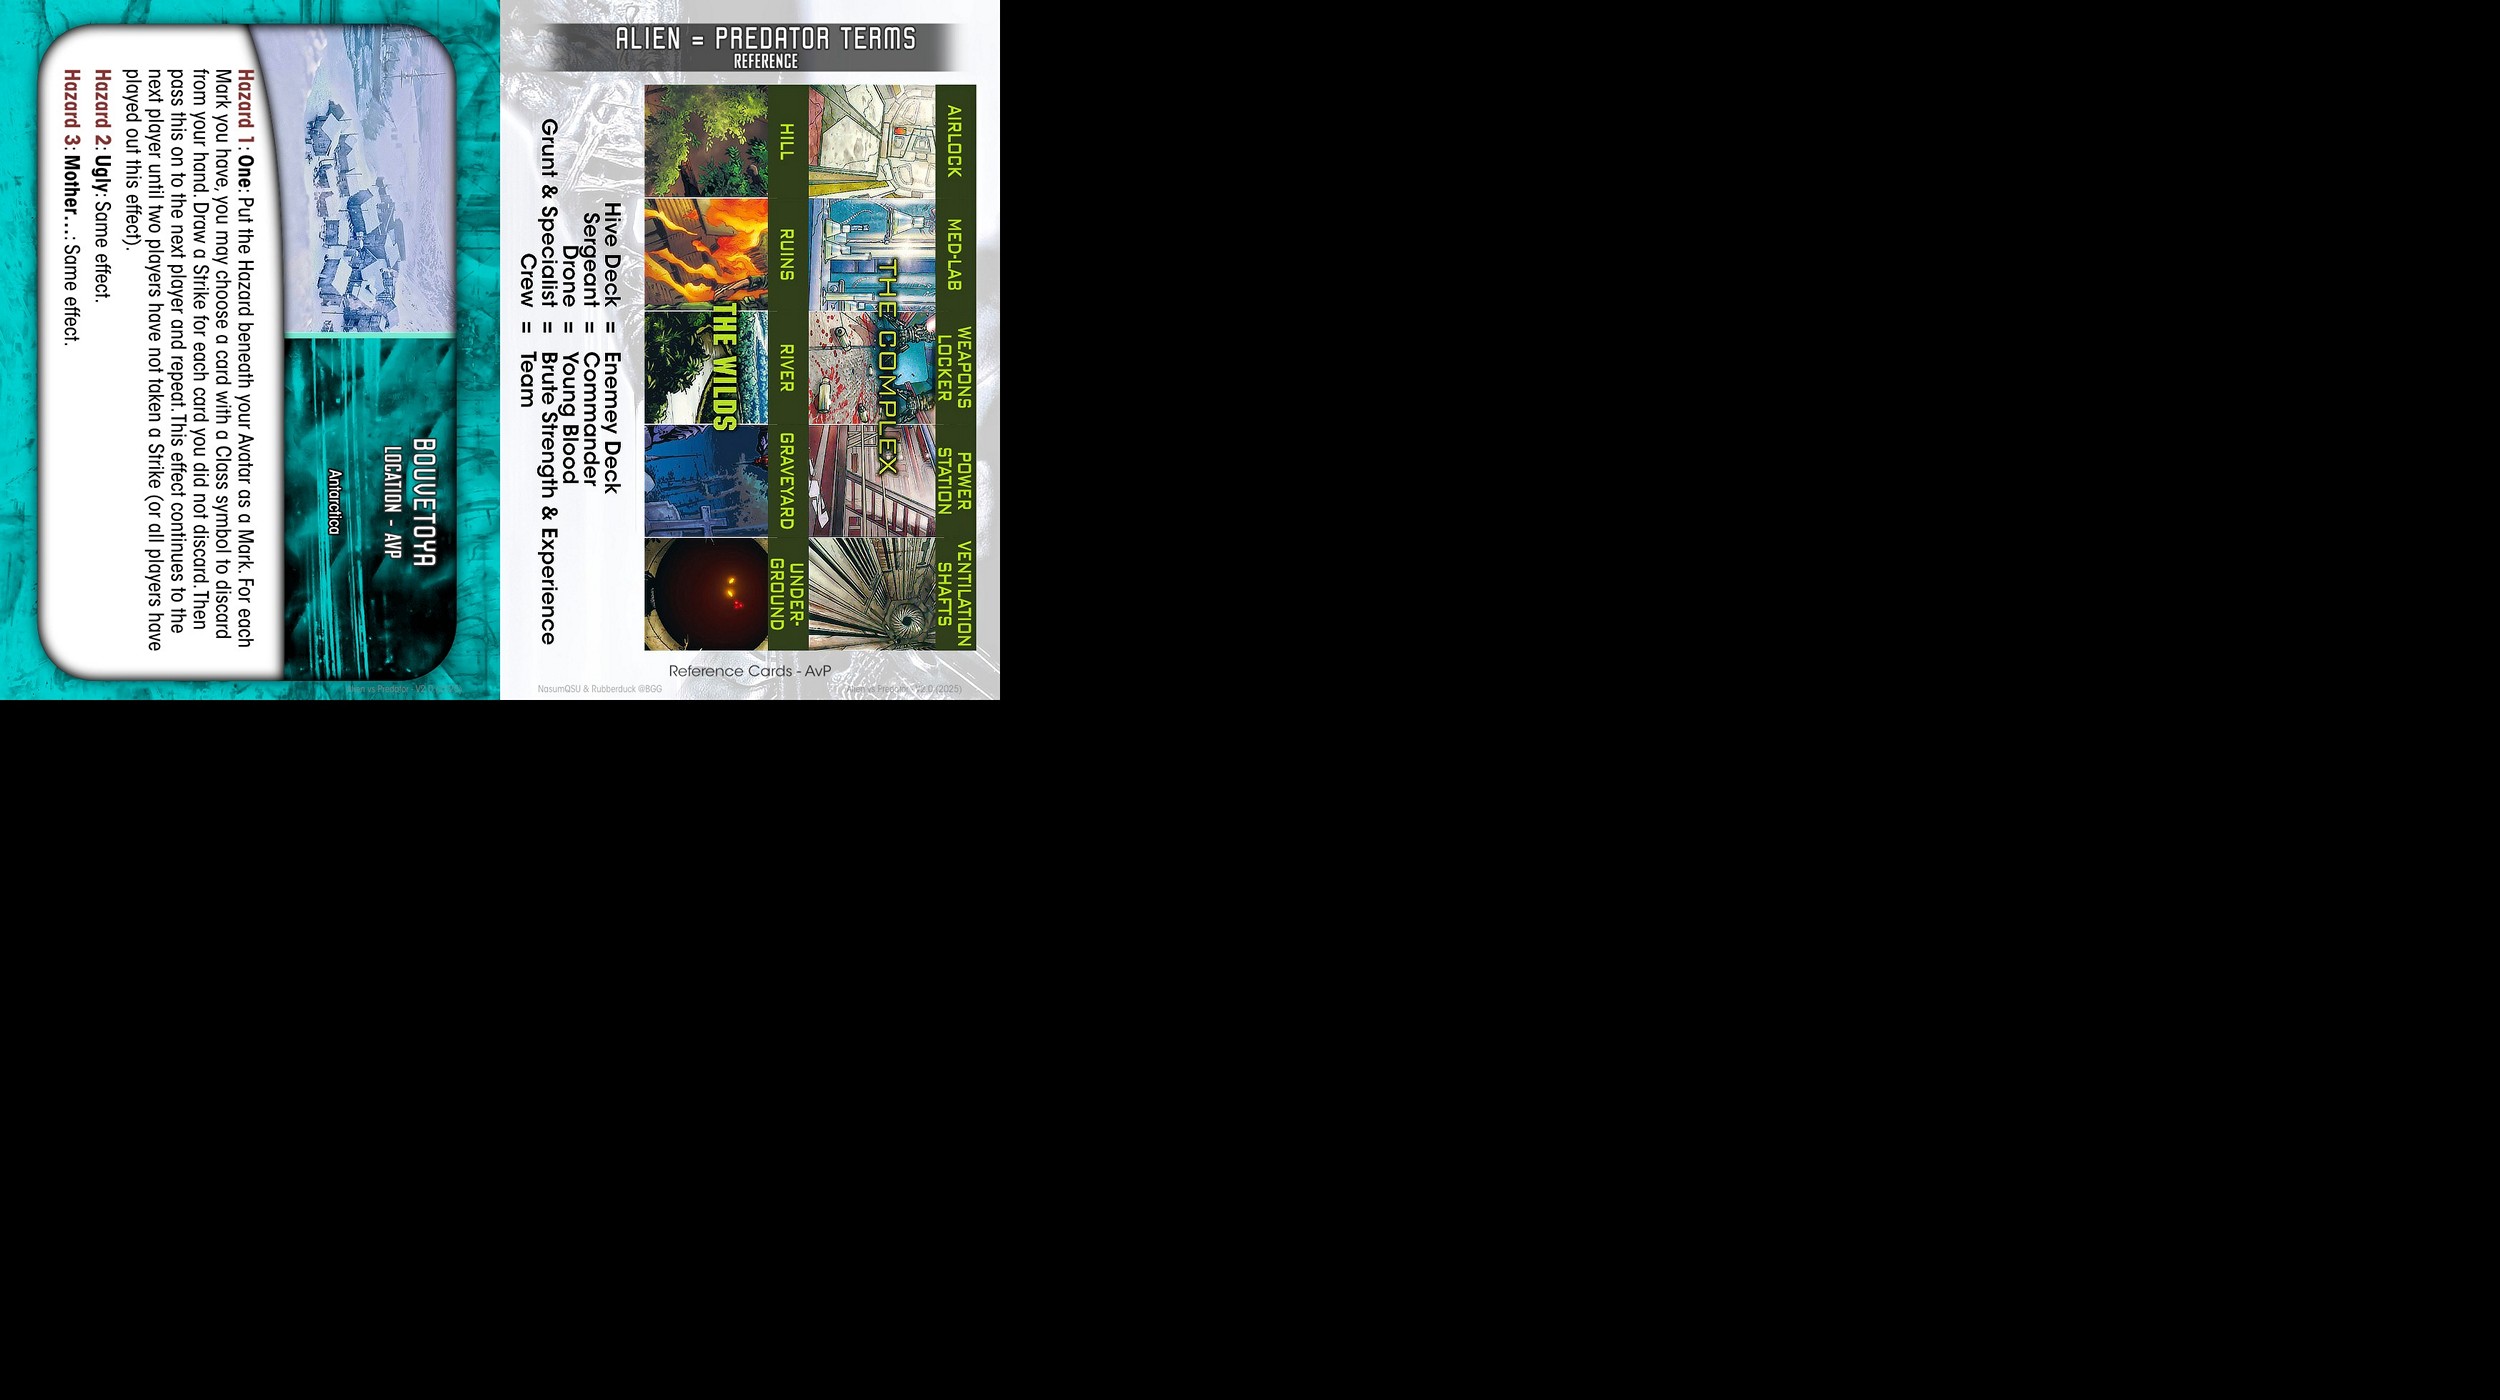 BOUVETOYA
LOCATION - AVP
Antarctica
Hazard 1: One: Put the Hazard beneath your Avatar as a Mark. For each
Mark you have, you may choose a card with a Class symbol to discard
from your hand. Draw a Strike for each card you did not discard. Then
pass this on to the next player and repeat. This effect continues to the
next player until two players have not taken a Strike (or all players have
played out this effect).
Hazard 2: Ugly: Same effect.
Hazard 3: Mother...: Same effect.
ALIEN = PREDATOR TERMS
REFERENCE
AIRLOCK
MED-LAB
WEAPONS
LOCKER
POWER
STATION
VENTILATION
SHAFTS
THE COMPLEX
HILL
RUINS
RIVER
GRAVEYARD
UNDER-
GROUND
THE WILDS
Hive Deck = Enemey Deck
Sergeant = Commander
Drone = Young Blood
Grunt & Specialist = Brute Strength & Experience
Crew = Team
Reference Cards - AvP
NasumQSU & Rubberduck @BGG
Alien vs Predator - V2.0 (2025)